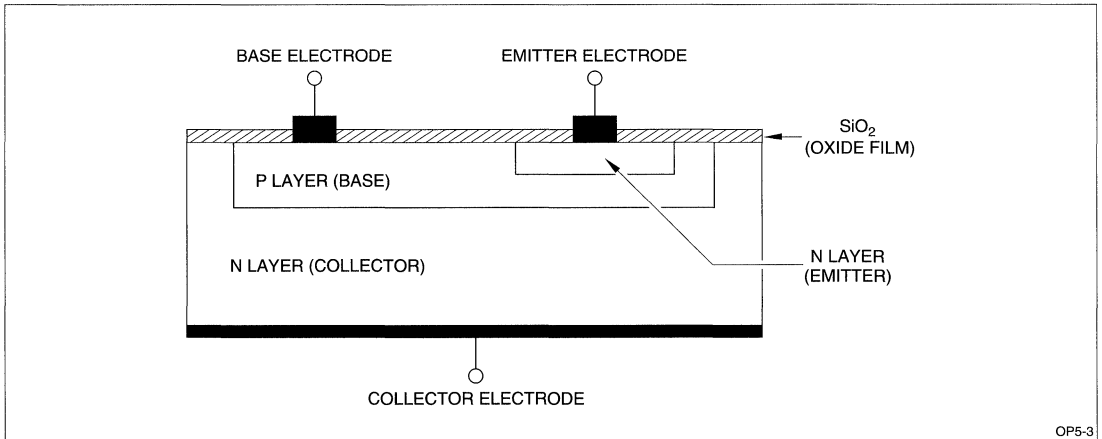 BASE ELECTRODE
EMITTER ELECTRODE
SiO₂
(OXIDE FILM)
P LAYER (BASE)
N LAYER (COLLECTOR)
N LAYER
(EMITTER)
COLLECTOR ELECTRODE
OP5-3